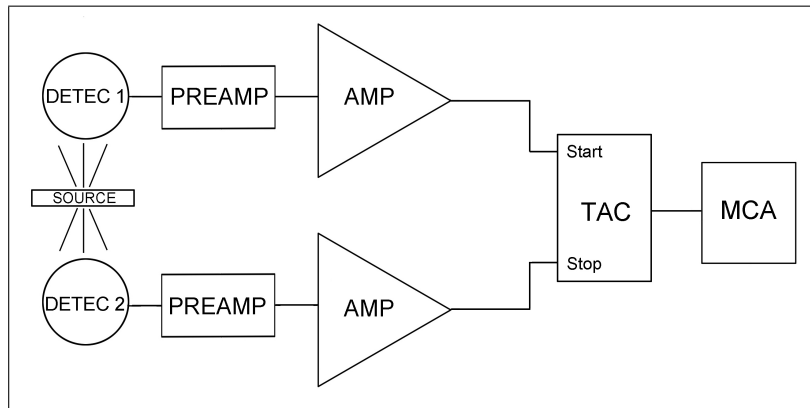 DETEC 1
PREAMP
AMP
SOURCE
Start
TAC
MCA
Stop
DETEC 2
PREAMP
AMP